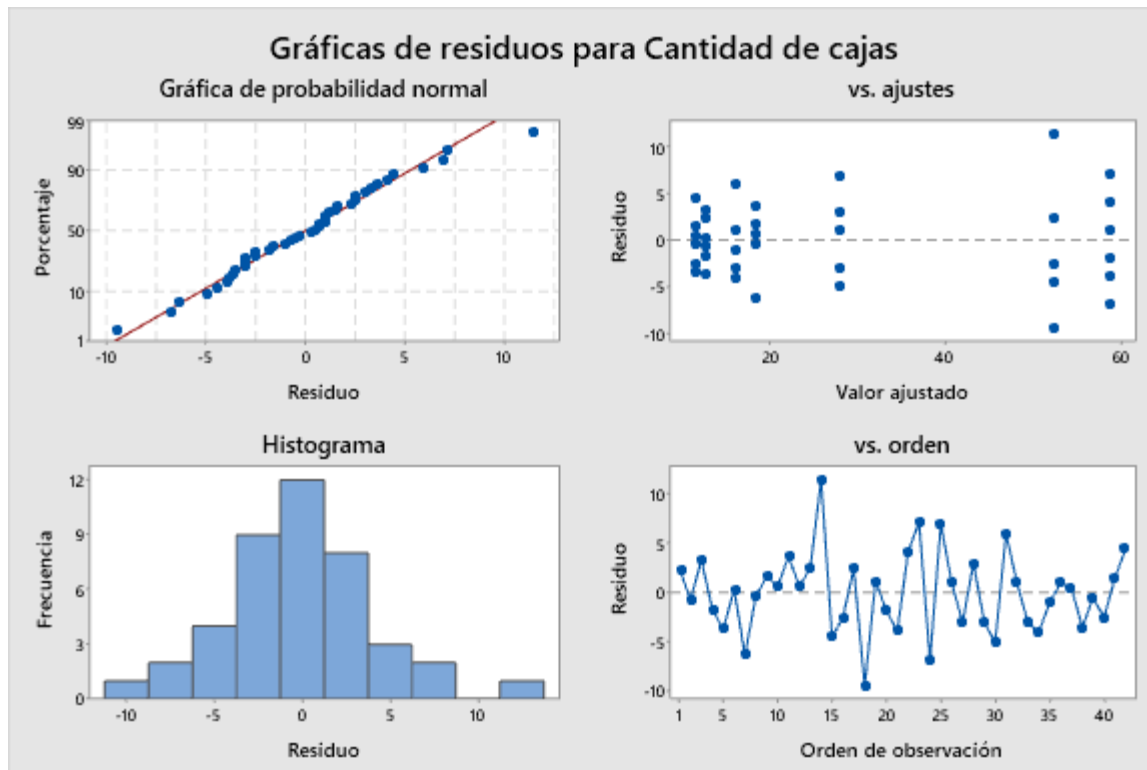 Gráficas de residuos para Cantidad de cajas
Gráfica de probabilidad normal
99
90
50
10
1
Porcentaje
-10 -5 0 5 10
Residuo
vs. ajustes
10
5
0
-5
-10
Residuo
20 40 60
Valor ajustado
Histograma
12
9
6
3
0
Frecuencia
-10 -5 0 5 10
Residuo
vs. orden
10
5
0
-5
-10
Residuo
1 5 10 15 20 25 30 35 40
Orden de observación